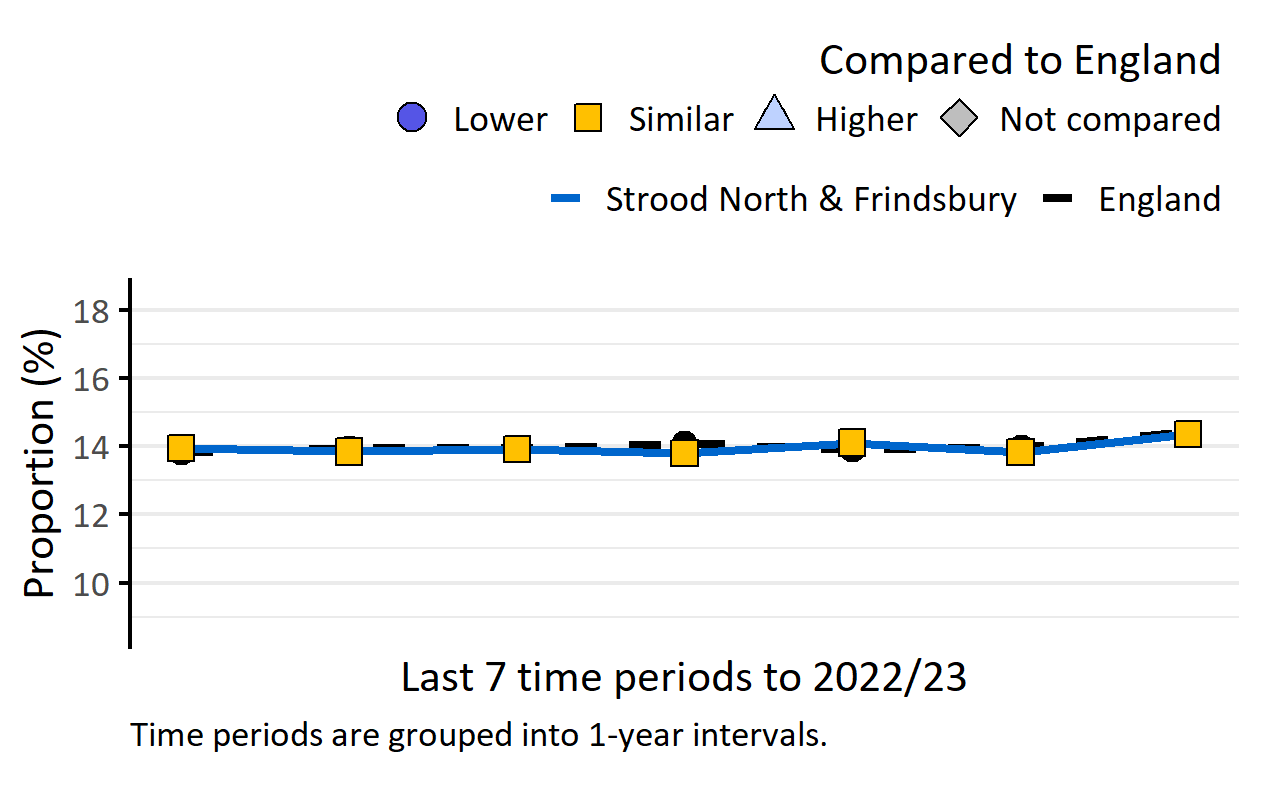 Compared to England
Lower Similar Higher Not compared
Strood North & Frindsbury England
18
16
14
12
10
Proportion (%)
Last 7 time periods to 2022/23
Time periods are grouped into 1-year intervals.